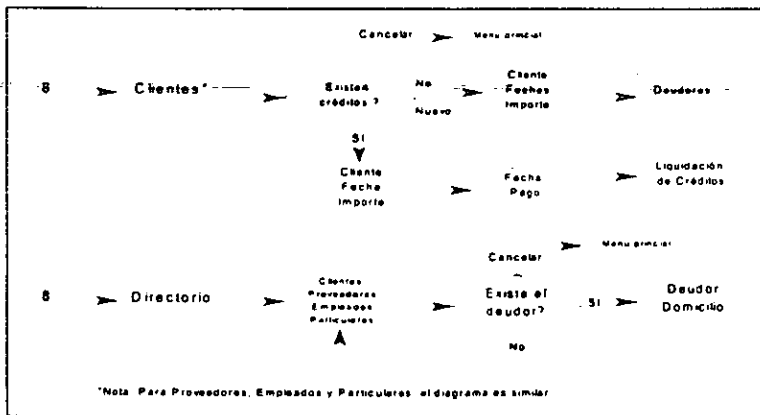 Cancelar Menu princial
8 Clientes* Existen créditos? No Nuevo Cliente Fechas Importe Deudores
SI
Cliente Fecha Importe Fecha Pago Liquidación de Créditos
Cancelar Menu princial
8 Directorio Clientes Proveedores Empleados Particulares Existe el deudor? SI Deudor Domicilio
No
*Nota Para Proveedores, Empleados y Particulares el diagrama es similar